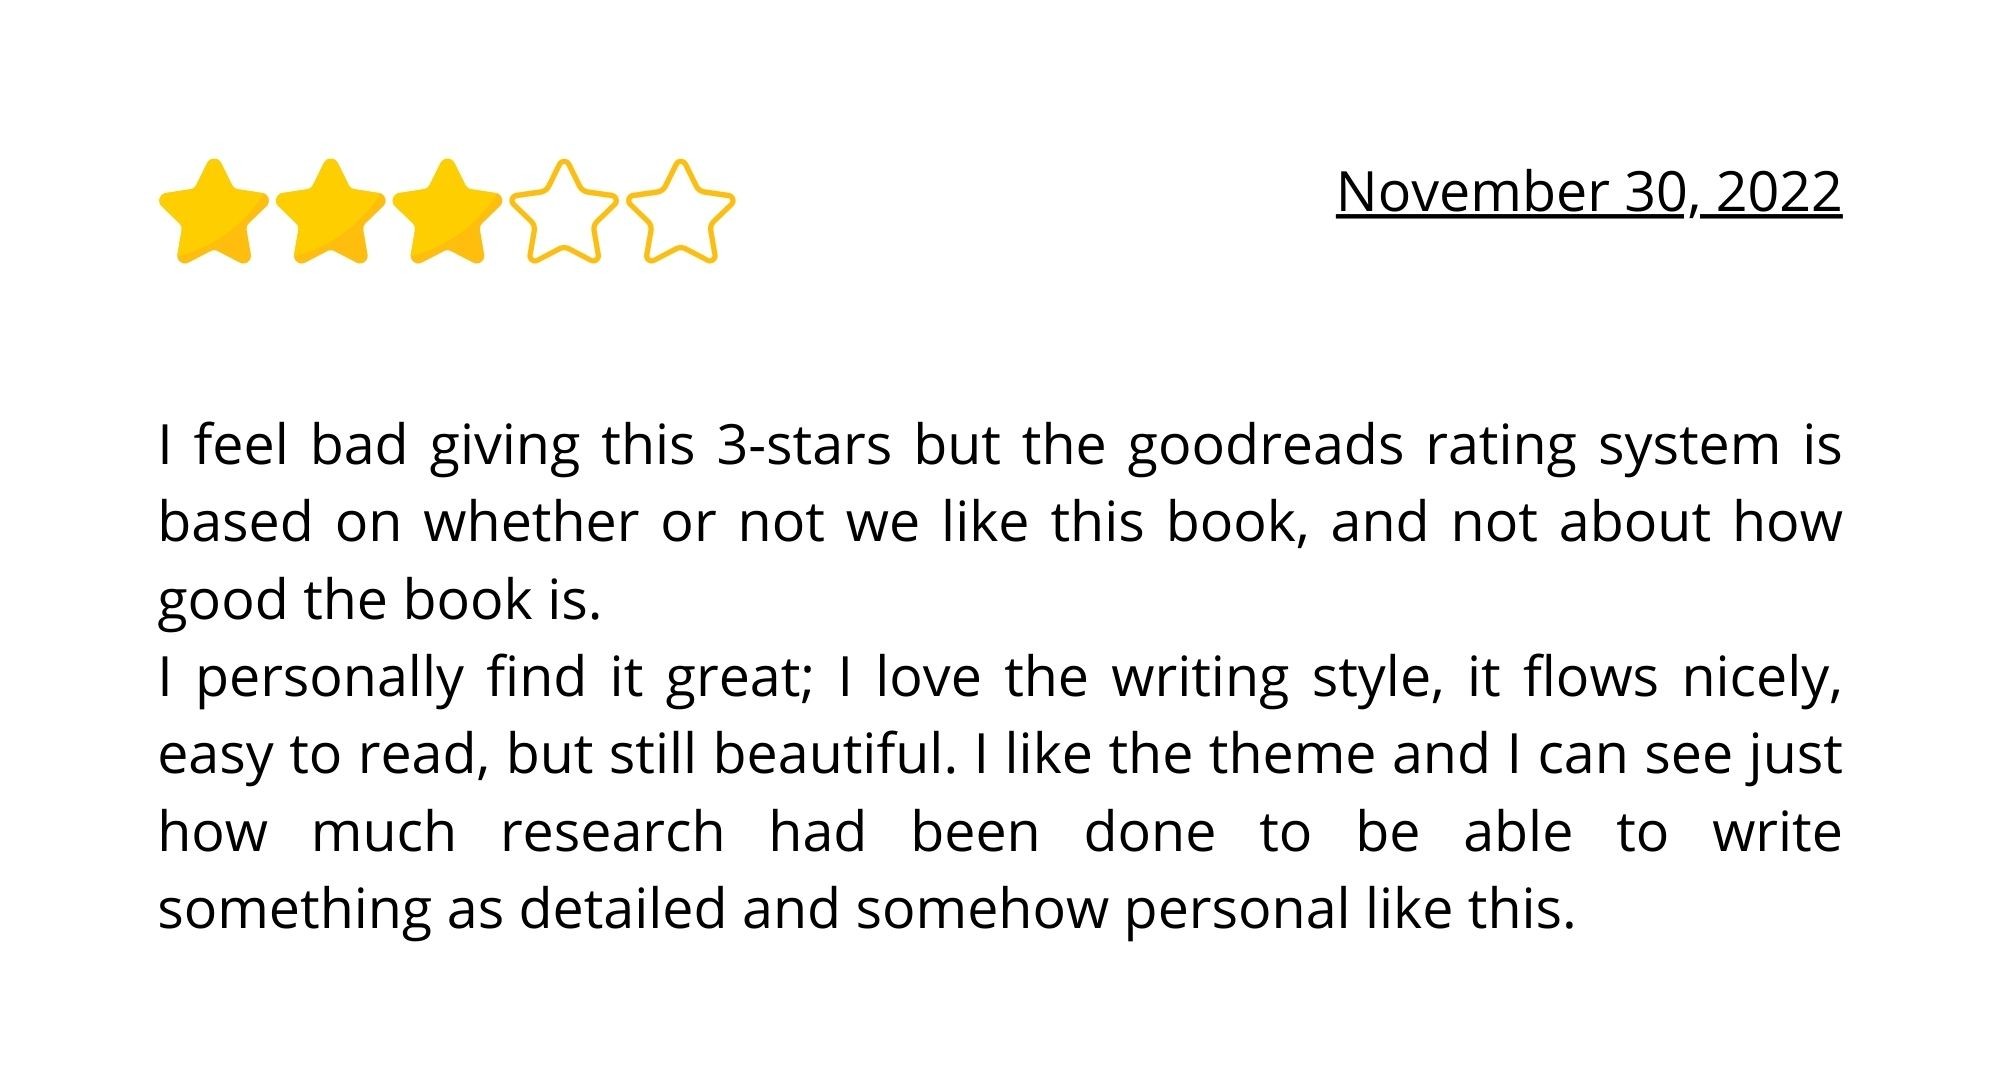 November 30, 2022
I feel bad giving this 3-stars but the goodreads rating system is
based on whether or not we like this book, and not about how
good the book is.
I personally find it great; I love the writing style, it flows nicely,
easy to read, but still beautiful. I like the theme and I can see just
how much research had been done to be able to write
something as detailed and somehow personal like this.